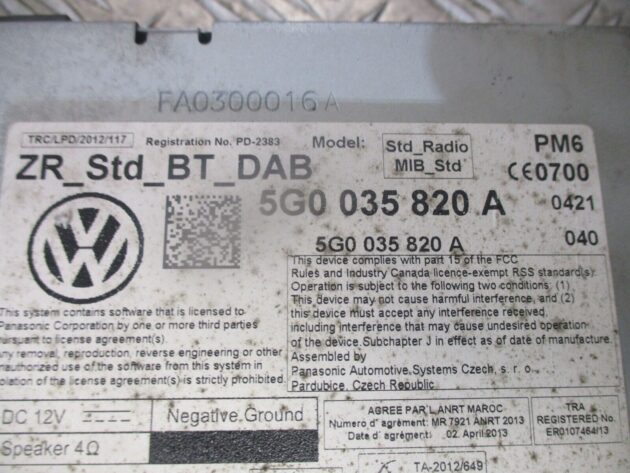 FA0300016A
TRC/LPD/2012/117
Registration No. PD-2383
Model:
Std_Radio
MIB_Std
PM6
ZR_Std_BT_DAB
CE0700
5G0 035 820 A
0421
5G0 035 820 A
040
This device complies with part 15 of the FCC
Rules and Industry Canada licence-exempt RSS standard(s).
Operation is subject to the following two conditions, (1)
This device may not cause harmful interference, and (2)
this device must accept any interference received
including interference that may cause undesired operation
of the device.Subchapter J in effect as of date of manufacture
Assembled by
Panasonic Automotive Systems Czech, s. r. o.
Pardubice, Czech Republic
This system contains software that is licensed to
Panasonic Corporation by one or more third parties
pursuant to license agreement(s).
any removal, reproduction, reverse engineering or other
unauthorized use of the software from this system in
iolation of the license agreement(s) is strictly prohibited.
DC 12V
Negative Ground
Speaker 4Ω
AGREE PAR L'ANRT MAROC
Numero d'agrément: MR 7921 ANRT 2013
Date d'agrément: 02. April 2013
TRA
REGISTERED No.
ER0107464/13
TA-2012/649